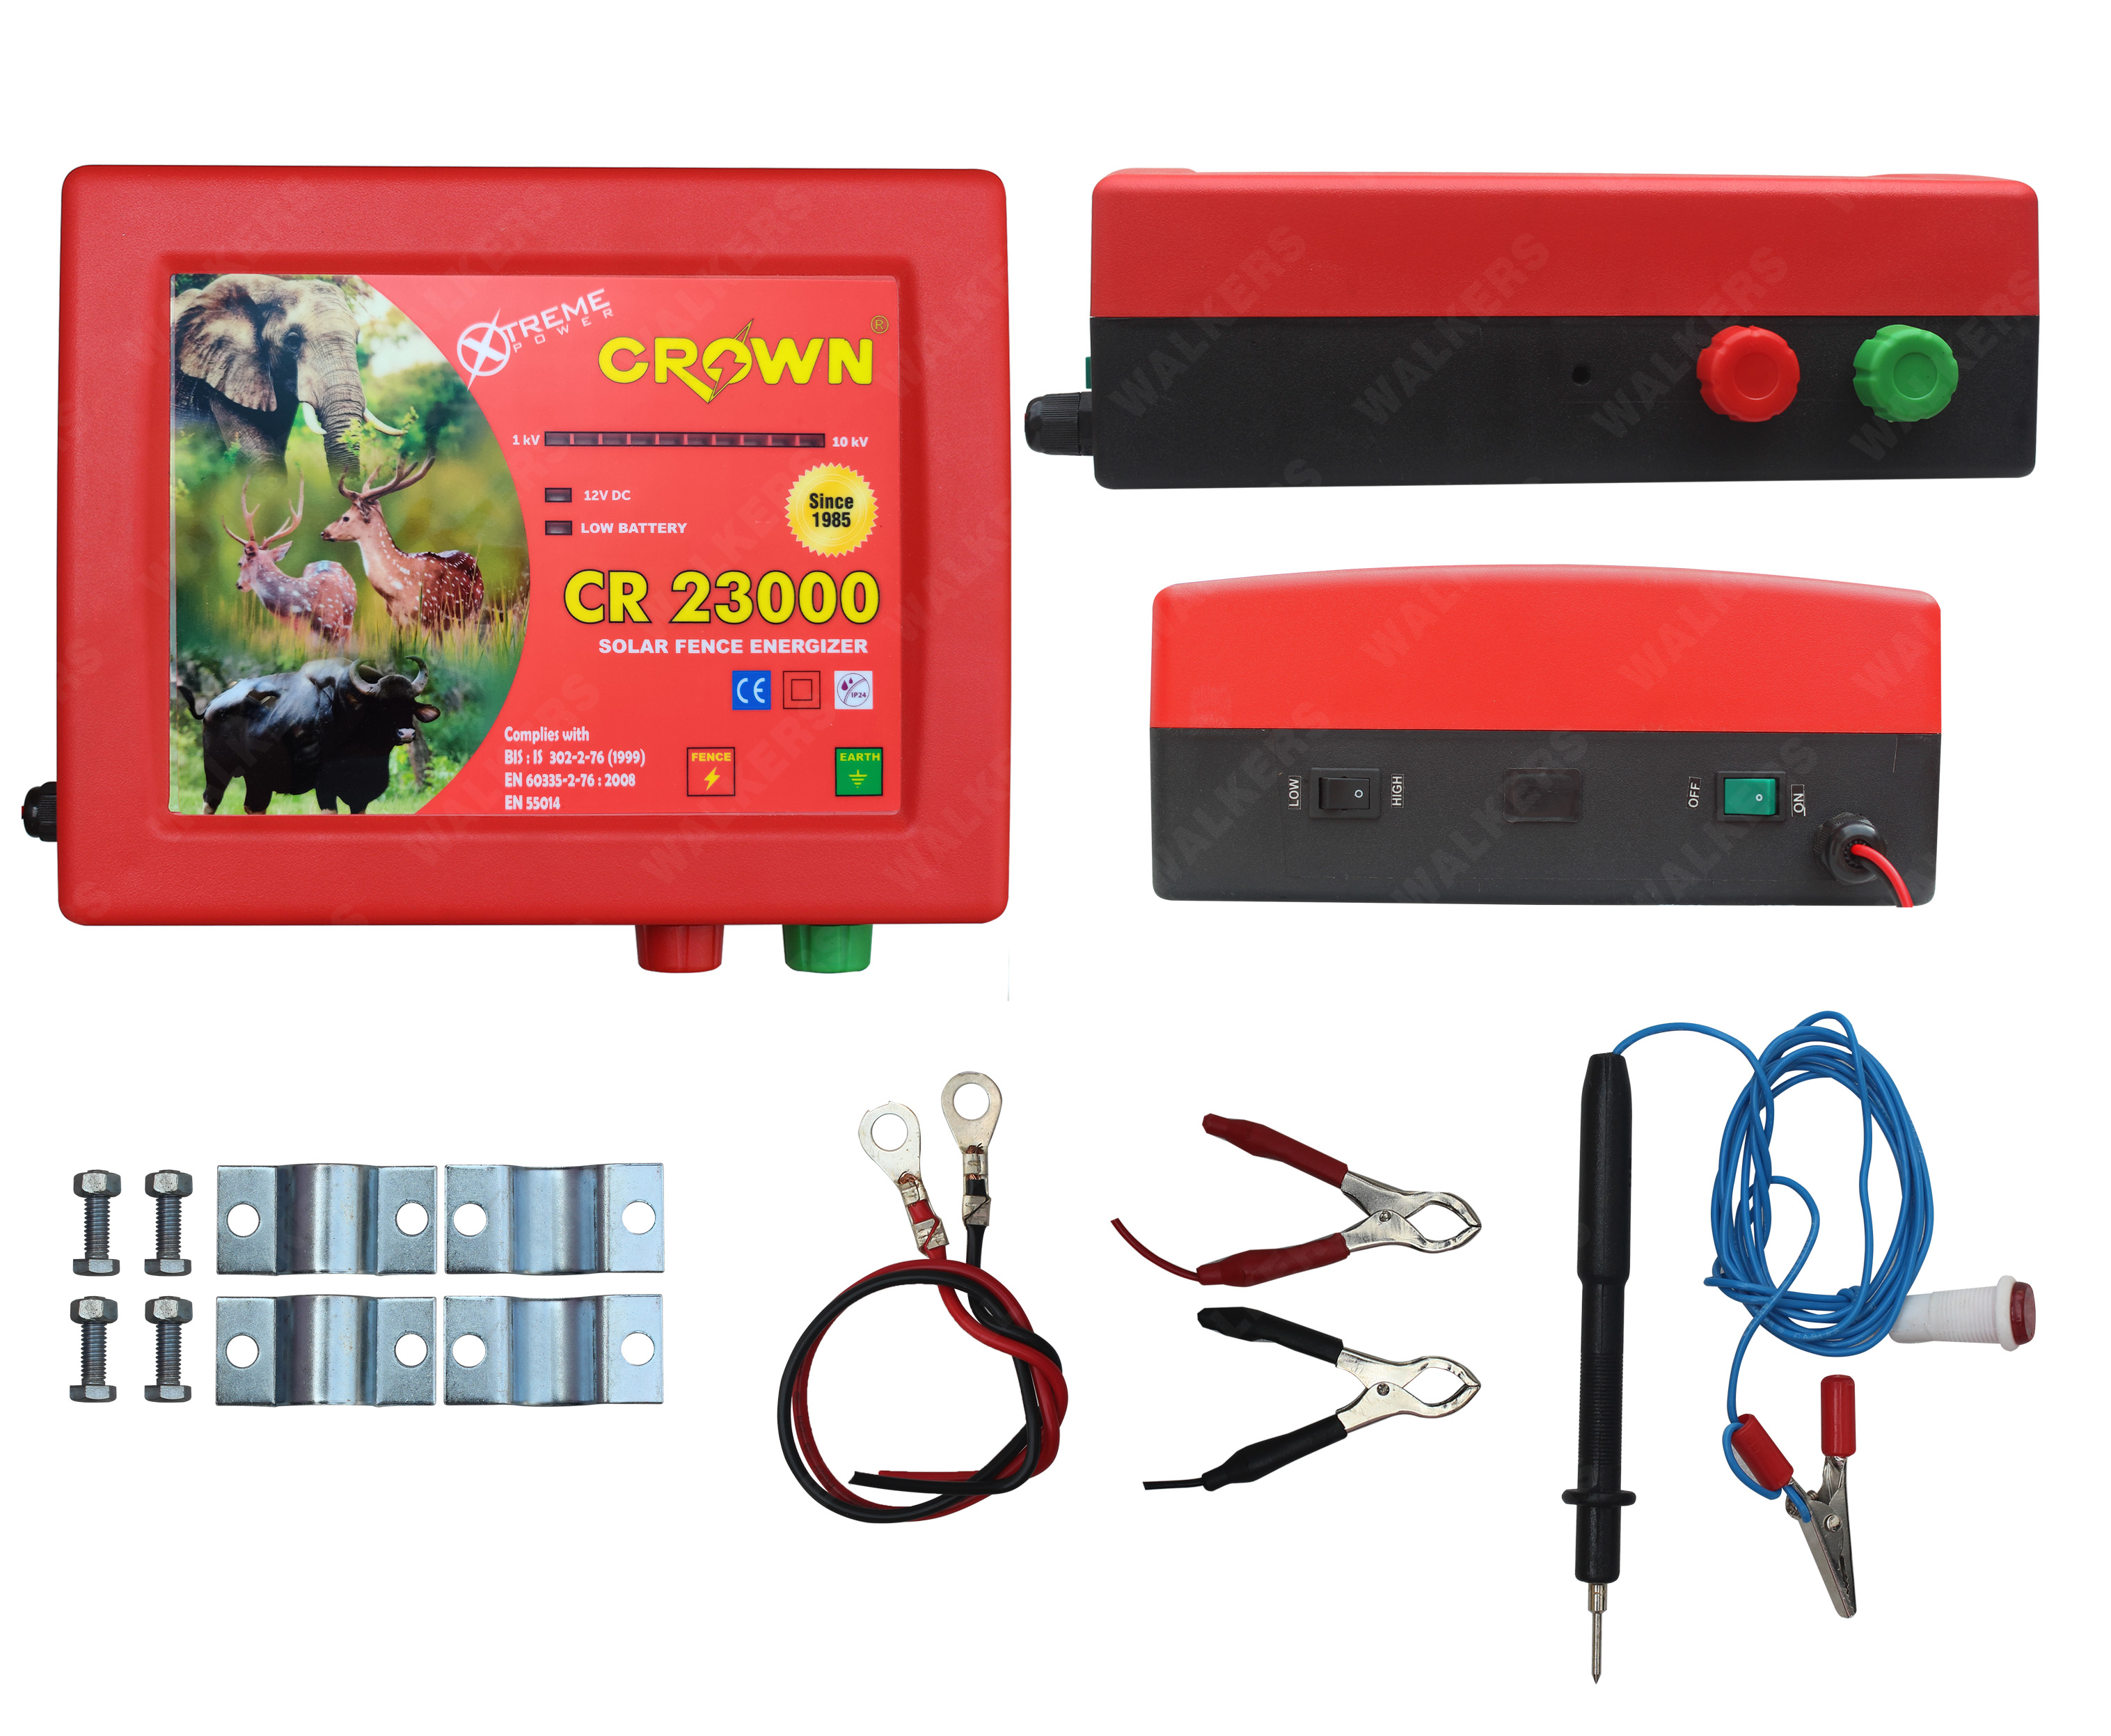 XTREME
POWER
CROWN
®
1 kV
10 kV
12V DC
LOW BATTERY
Since
1985
CR 23000
SOLAR FENCE ENERGIZER
CE
IP24
Complies with
BIS : IS 302-2-76 (1999)
EN 60335-2-76 : 2008
EN 55014
FENCE
EARTH
LOW
HIGH
OFF
ON
WALKERS